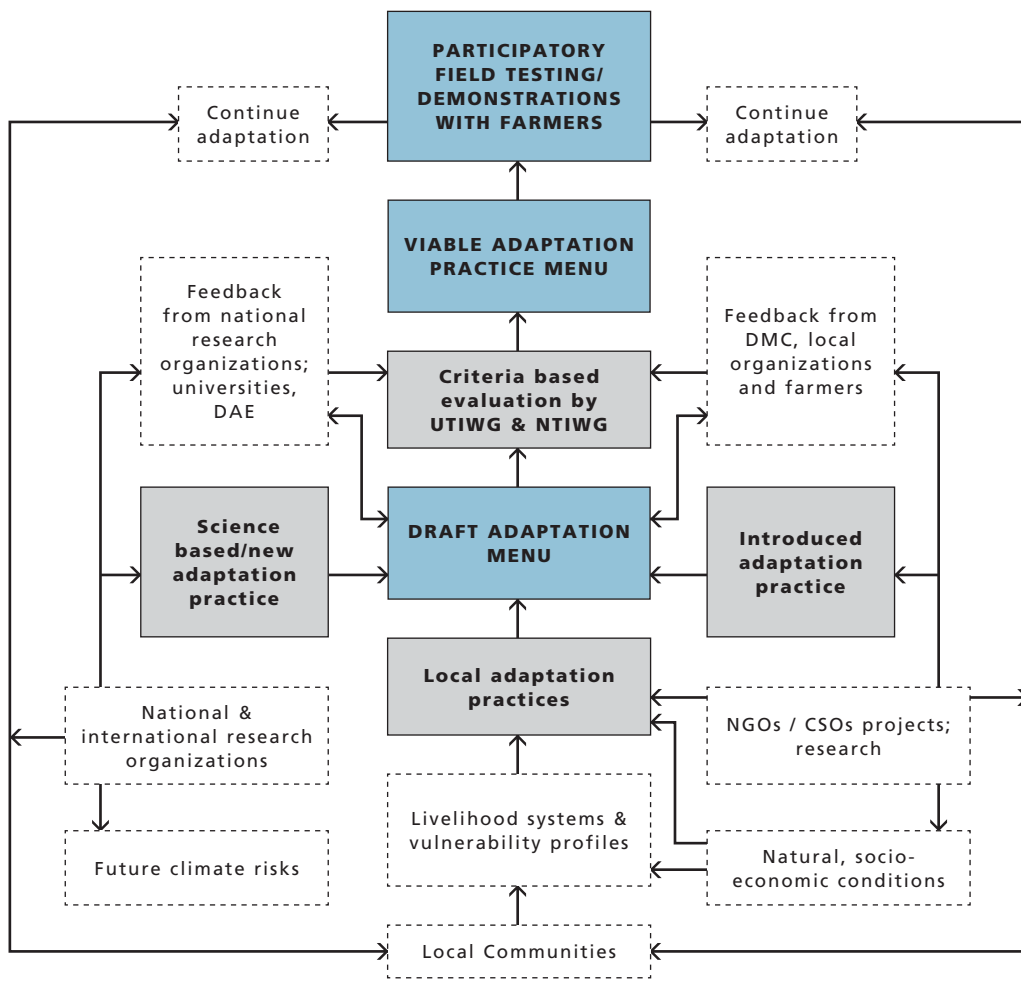 PARTICIPATORY
FIELD TESTING/
DEMONSTRATIONS
WITH FARMERS
Continue
adaptation
Continue
adaptation
VIABLE ADAPTATION
PRACTICE MENU
Feedback
from national
research
organizations;
universities,
DAE
Criteria based
evaluation by
UTIWG & NTIWG
Feedback from
DMC, local
organizations
and farmers
Science
based/new
adaptation
practice
DRAFT ADAPTATION
MENU
Introduced
adaptation
practice
Local adaptation
practices
National &
international research
organizations
NGOs / CSOs projects;
research
Livelihood systems &
vulnerability profiles
Future climate risks
Natural, socio-
economic conditions
Local Communities